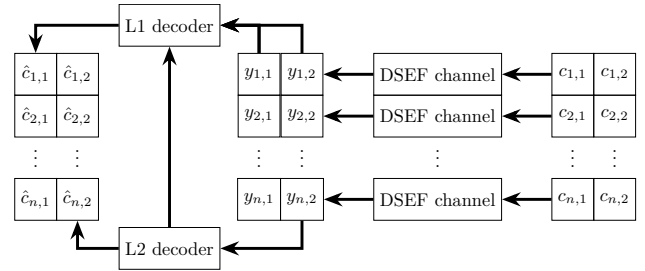 L1 decoder
ĉ1,1 ĉ1,2 y1,1 y1,2 DSEF channel c1,1 c1,2
ĉ2,1 ĉ2,2 y2,1 y2,2 DSEF channel c2,1 c2,2
⋮ ⋮ ⋮ ⋮ ⋮ ⋮ ⋮
ĉn,1 ĉn,2 yn,1 yn,2 DSEF channel cn,1 cn,2
L2 decoder